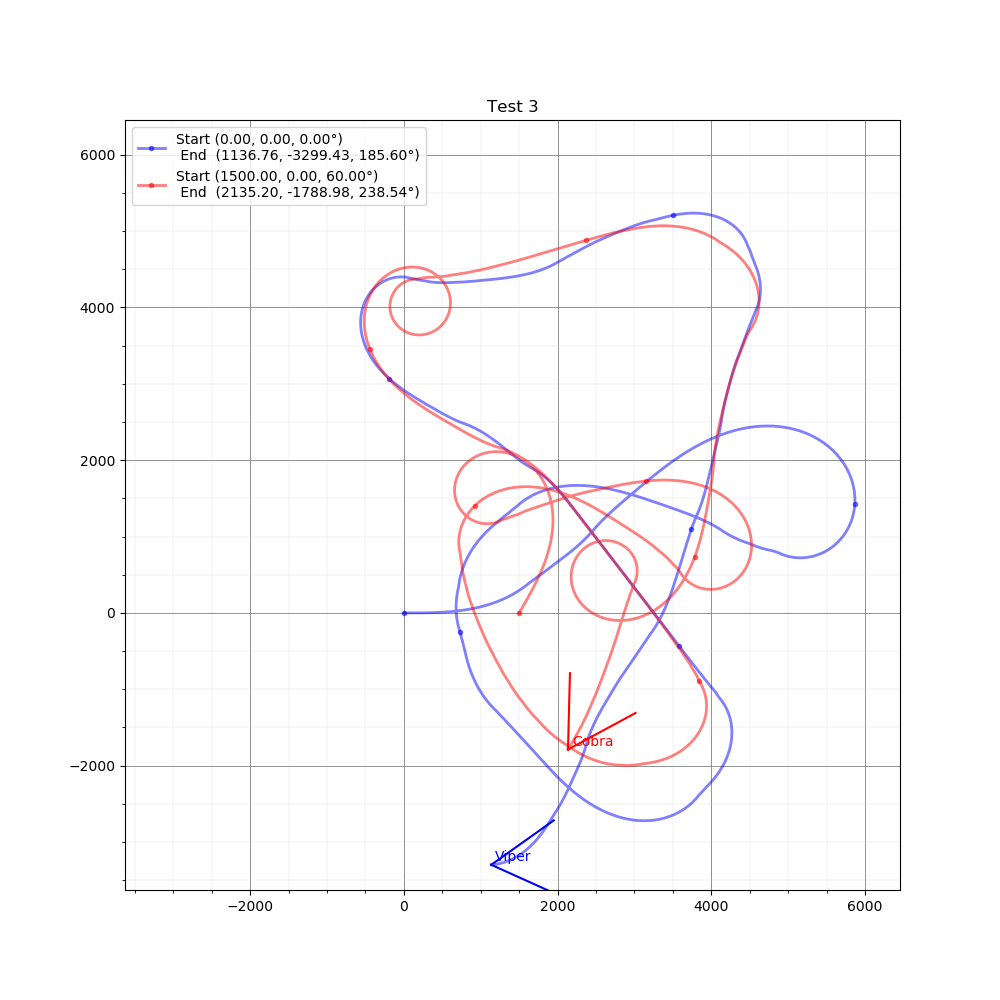 Test 3
Start (0.00, 0.00, 0.00°)
End (1136.76, -3299.43, 185.60°)
Start (1500.00, 0.00, 60.00°)
End (2135.20, -1788.98, 238.54°)
6000
4000
2000
0
−2000
Cobra
Viper
−2000
0
2000
4000
6000